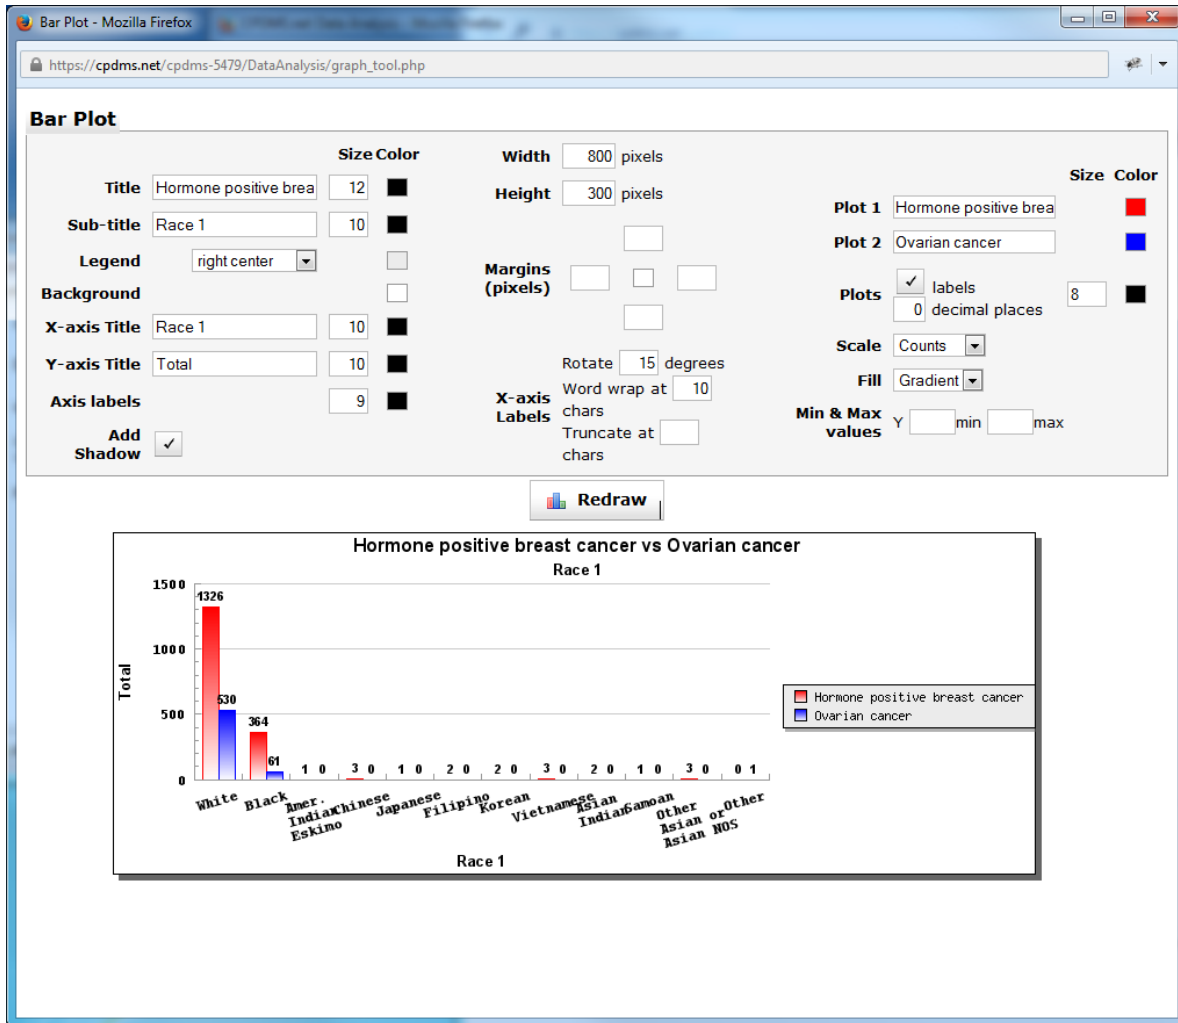 Bar Plot - Mozilla Firefox
https://cpdms.net/cpdms-5479/DataAnalysis/graph_tool.php
Bar Plot
Size Color
Title Hormone positive brea 12
Sub-title Race 1 10
Legend right center
Background
X-axis Title Race 1 10
Y-axis Title Total 10
Axis labels 9
Add
Shadow
Width 800 pixels
Height 300 pixels
Margins
(pixels)
X-axis
Labels
Rotate 15 degrees
Word wrap at 10
chars
Truncate at
chars
Size Color
Plot 1 Hormone positive brea
Plot 2 Ovarian cancer
Plots labels 8
0 decimal places
Scale Counts
Fill Gradient
Min & Max
values Y min max
Redraw
Hormone positive breast cancer vs Ovarian cancer
Race 1
Total
1500
1000
500
0
1326 530 364 61 1 0 3 0 1 0 2 0 2 0 3 0 2 0 1 0 3 0 0 1
White
Black
Amer.
Indian
Eskimo
Chinese
Japanese
Filipino
Korean
Vietnamese
Asian
Indian
Samoan
Other
Asian or
Asian NOS
Other
Race 1
Hormone positive breast cancer
Ovarian cancer